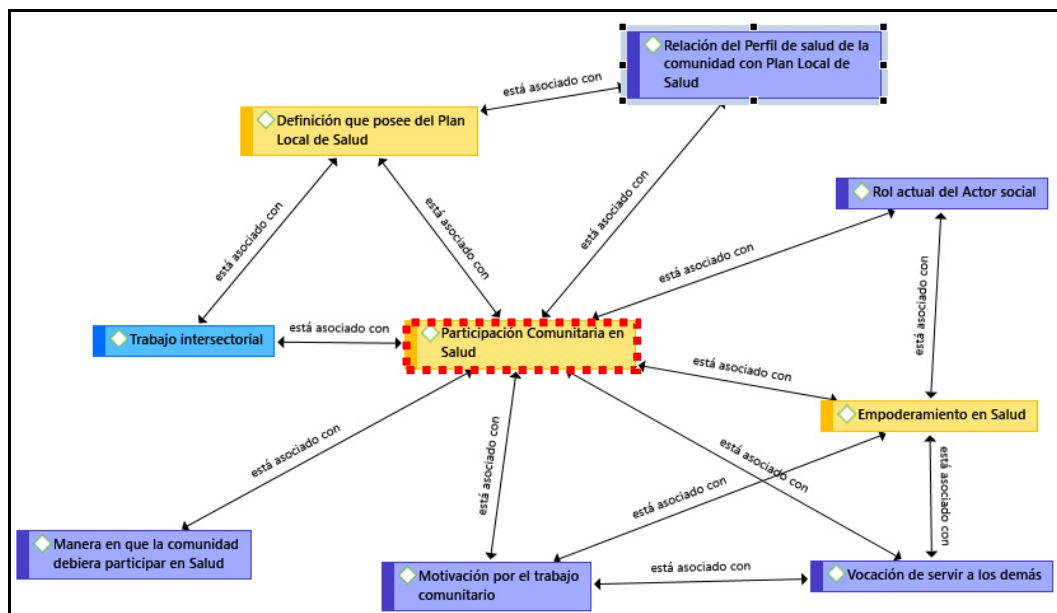 Relación del Perfil de salud de la
comunidad con Plan Local de
Salud
está asociado con
Definición que posee del Plan
Local de Salud
está asociado con
Rol actual del Actor social
está asociado con
está asociado con
está asociado con
está asociado con
está asociado con
Trabajo intersectorial
está asociado con
Participación Comunitaria en
Salud
está asociado con
Empoderamiento en Salud
está asociado con
está asociado con
está asociado con
está asociado con
está asociado con
Manera en que la comunidad
debiera participar en Salud
Motivación por el trabajo
comunitario
está asociado con
Vocación de servir a los demás